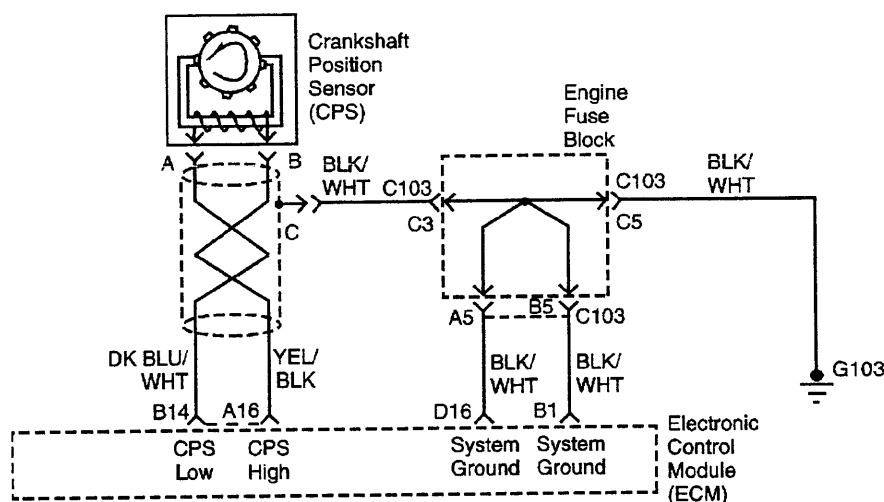 Crankshaft
Position
Sensor
(CPS)
Engine
Fuse
Block
A
B
BLK/
WHT
C103
C
C3
C103
C5
BLK/
WHT
A5
B5
C103
DK BLU/
WHT
YEL/
BLK
BLK/
WHT
BLK/
WHT
G103
B14
A16
D16
B1
CPS
Low
CPS
High
System
Ground
System
Ground
Electronic
Control
Module
(ECM)